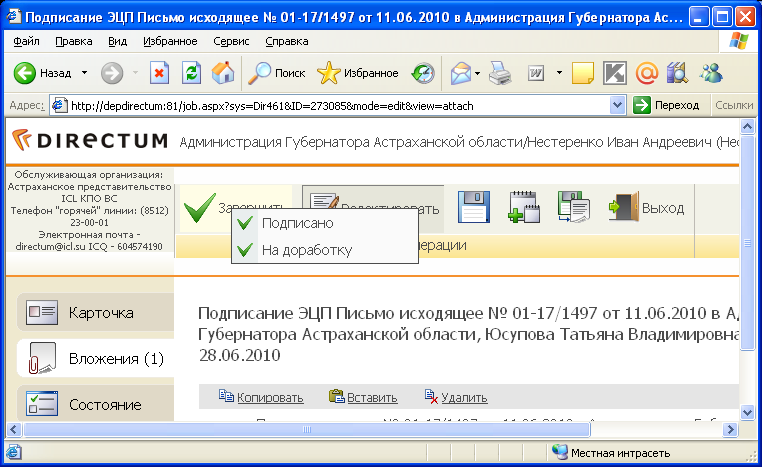 Подписание ЭЦП Письмо исходящее № 01-17/1497 от 11.06.2010 в Администрация Губернатора Ас...
Файл Правка Вид Избранное Сервис Справка
Назад Поиск Избранное
Адрес: http://depdirectum:81/job.aspx?sys=Dir461&ID=273085&mode=edit&view=attach Переход Ссылки
DIRECTUM Администрация Губернатора Астраханской области/Нестеренко Иван Андреевич (Нес
Обслуживающая организация:
Астраханское представительство
ICL КПО ВС
Телефон "горячей" линии: (8512)
23-00-01
Электронная почта -
directum@icl.su ICQ - 604574190
Завершить Редактировать Выход
Подписано
На доработку
ерации
Карточка
Вложения (1)
Состояние
Подписание ЭЦП Письмо исходящее № 01-17/1497 от 11.06.2010 в Ад
Губернатора Астраханской области, Юсупова Татьяна Владимировна
28.06.2010
Копировать Вставить Удалить
Местная интрасеть